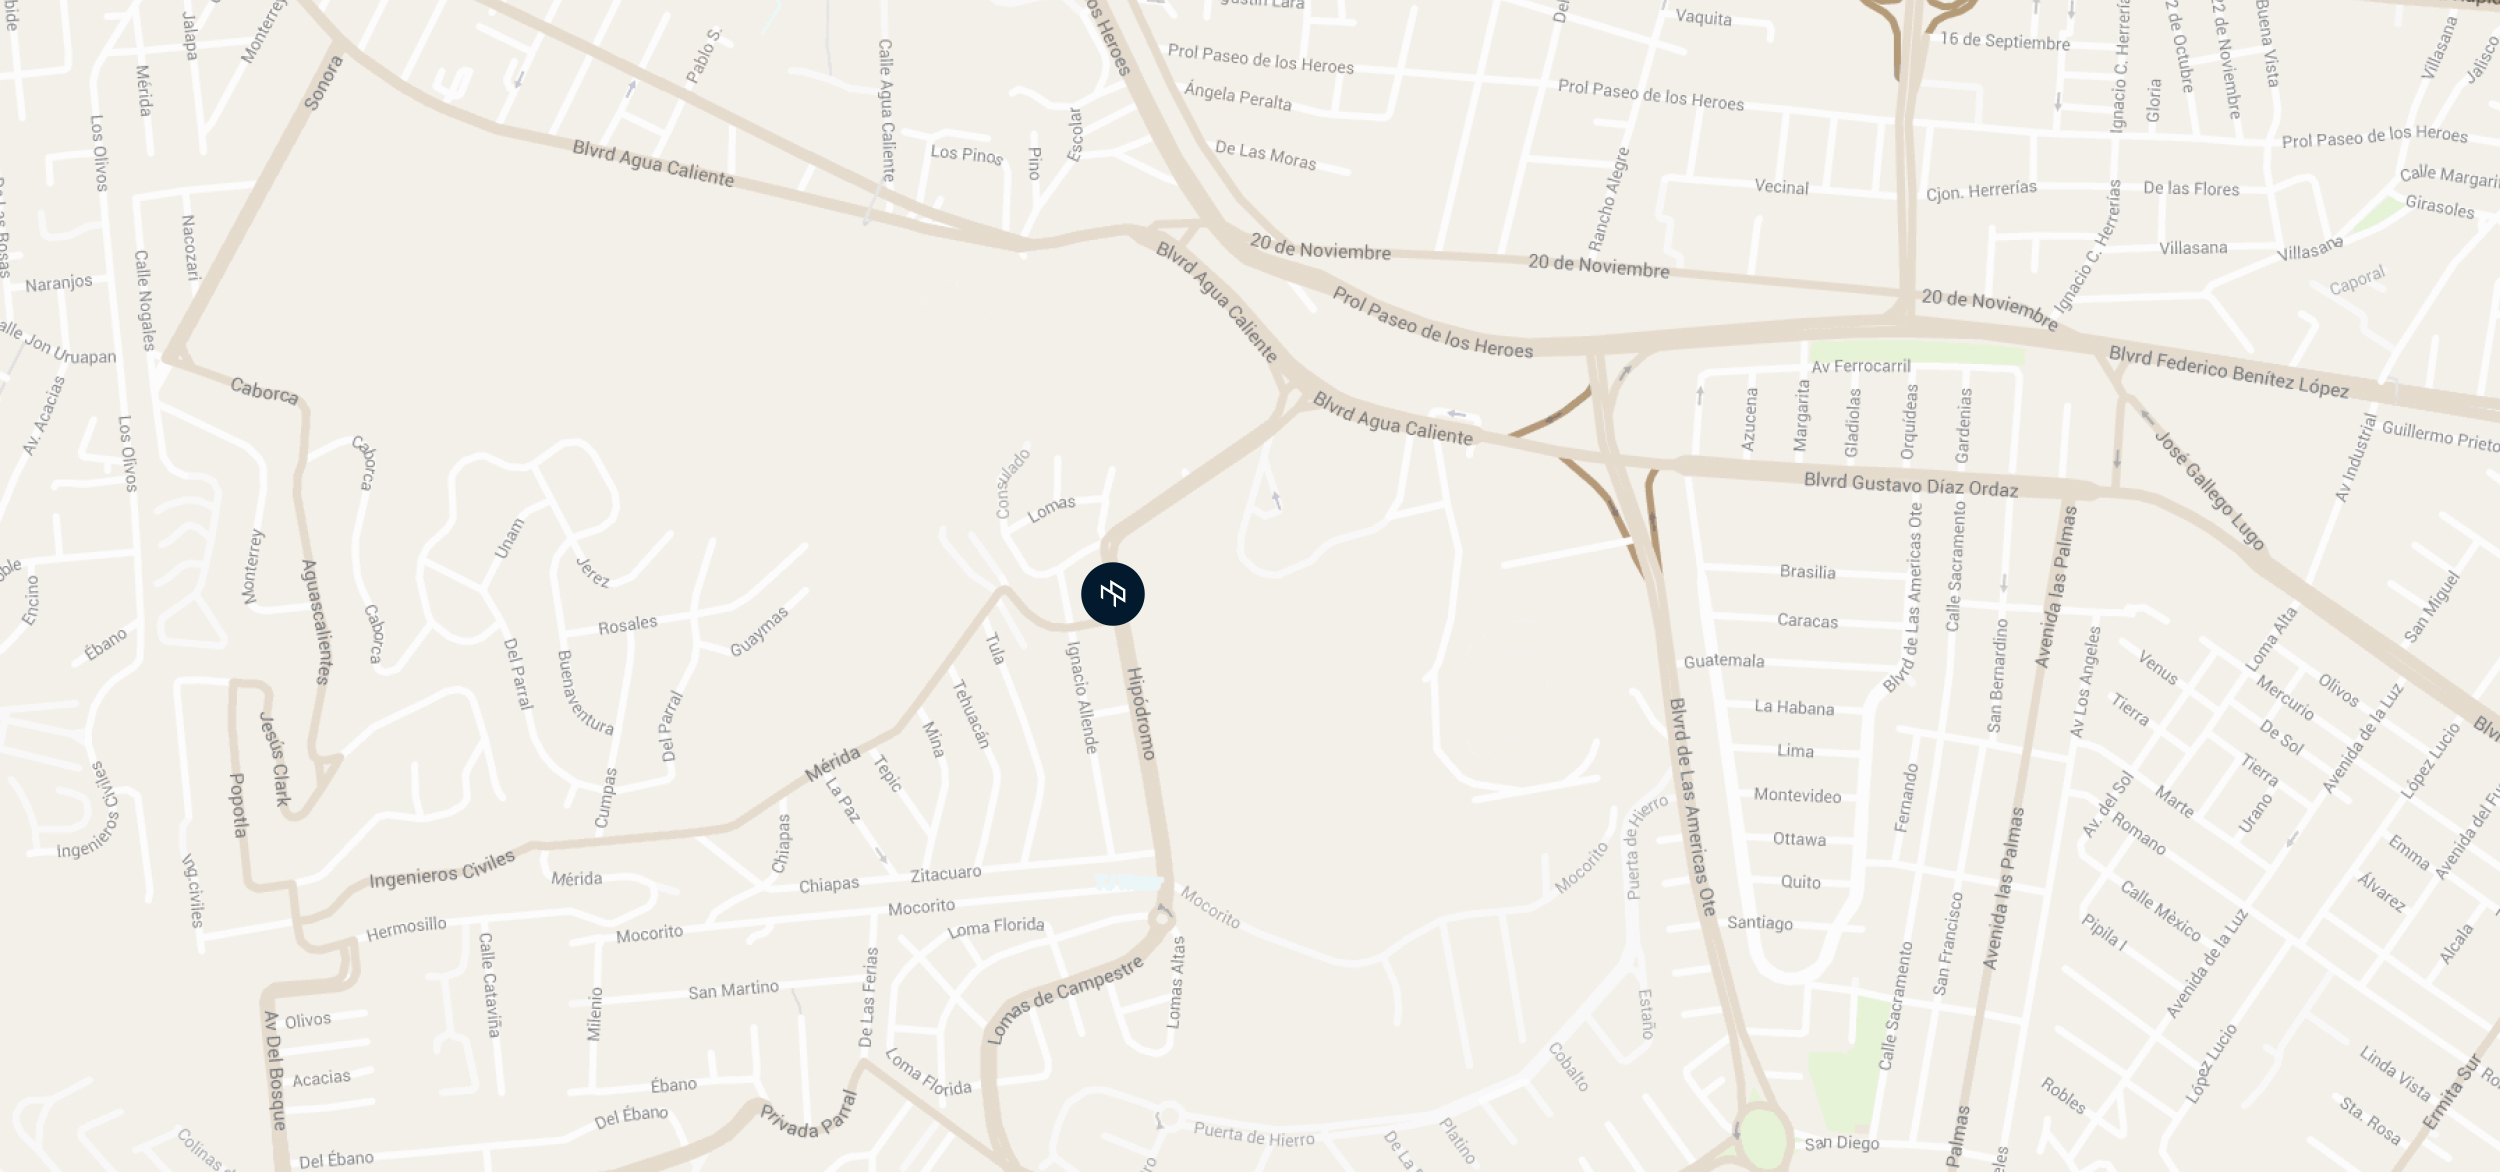 Jalapa
Monterrey
Mérida
Sonora
Pablo S.
Calle Agua Caliente
Vaquita
16 de Septiembre
Ignacio C. Herrerías
Buena Vista
Villasana
Jalisco
Prol Paseo de los Heroes
Ángela Peralta
Prol Paseo de los Heroes
Gloria
Los Olivos
Escolar
Blvrd Agua Caliente
Los Pinos
Pino
De Las Moras
Rancho Alegre
Vecinal
Cjon. Herrerías
De las Flores
Prol Paseo de los Heroes
Girasoles
Nacozari
Calle Nogales
Naranjos
Blvrd Agua Caliente
20 de Noviembre
20 de Noviembre
20 de Noviembre
Ignacio C. Herrerías
Villasana
Villasana
Caporal
Prol Paseo de los Heroes
Av Ferrocarril
Blvrd Federico Benítez López
Caborca
Av. Acacias
Los Olivos
Caborca
Blvrd Agua Caliente
Azucena
Margarita
Gladiolas
Orquídeas
Gardenias
Guillermo Prieto
Av Industrial
José Gallego Lugo
Consulado
Lomas
Blvrd Gustavo Díaz Ordaz
Unam
Jerez
Monterrey
Aguascalientes
Caborca
Encino
Ébano
Brasilia
Caracas
Guatemala
Blvrd de Las Americas Ote
Calle Sacramento
San Bernardino
Avenida las Palmas
Av Los Angeles
San Miguel
Loma Alta
Rosales
Guaymas
Del Parral
Buenaventura
Del Parral
Tula
Tehuacán
Mina
Ignacio Allende
Hipódromo
Blvrd de Las Americas Ote
La Habana
Lima
Montevideo
Ottawa
Quito
Santiago
Venus
Tierra
Mercurio
Olivos
De Sol
Tierra
Avenida de la Luz
López Lucio
Jesús Clark
Popotla
Ingenieros Civiles
Ingenieros Civiles
Ing.civiles
Cumpas
Mérida
Tepic
La Paz
Chiapas
Ingenieros Civiles
Mérida
Chiapas
Zitacuaro
Mocorito
Mocorito
Mocorito
Mocorito
Puerta de Hierro
Fernando
Av. del Sol
Marte
Urano
Romano
Emma
Álvarez
Calle Mèxico
Pipila I
Alcala
Avenida de la Luz
Avenida las Palmas
San Francisco
Calle Sacramento
Hermosillo
Calle Cataviña
Milenio
San Martino
De Las Ferias
Loma Florida
Lomas de Campestre
Lomas Altas
Estaño
Cobalto
Olivos
Acacias
Av Del Bosque
Ébano
Del Ébano
Del Ébano
Privada Parral
Loma Florida
Puerta de Hierro
Platino
San Diego
Palmas
Robles
López Lucio
Linda Vista
Sta. Rosa
Ermita Sur